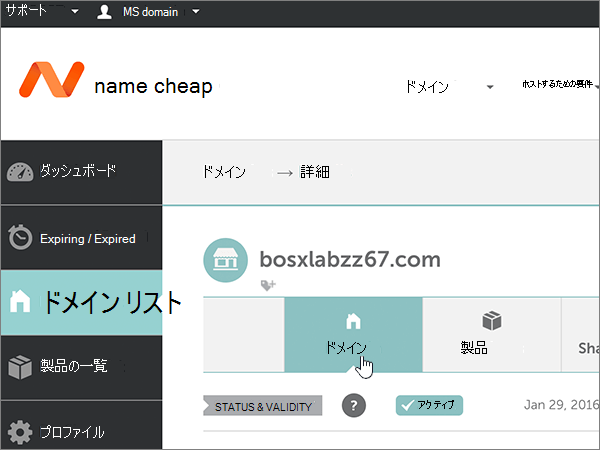 サポート MS domain
name cheap ドメイン ホストするための要件
ダッシュボード ドメイン → 詳細
Expiring / Expired
bosxlabzz67.com
ドメイン リスト
ドメイン 製品 Sha
製品の一覧
STATUS & VALIDITY ? アクティブ Jan 29, 2016
プロファイル